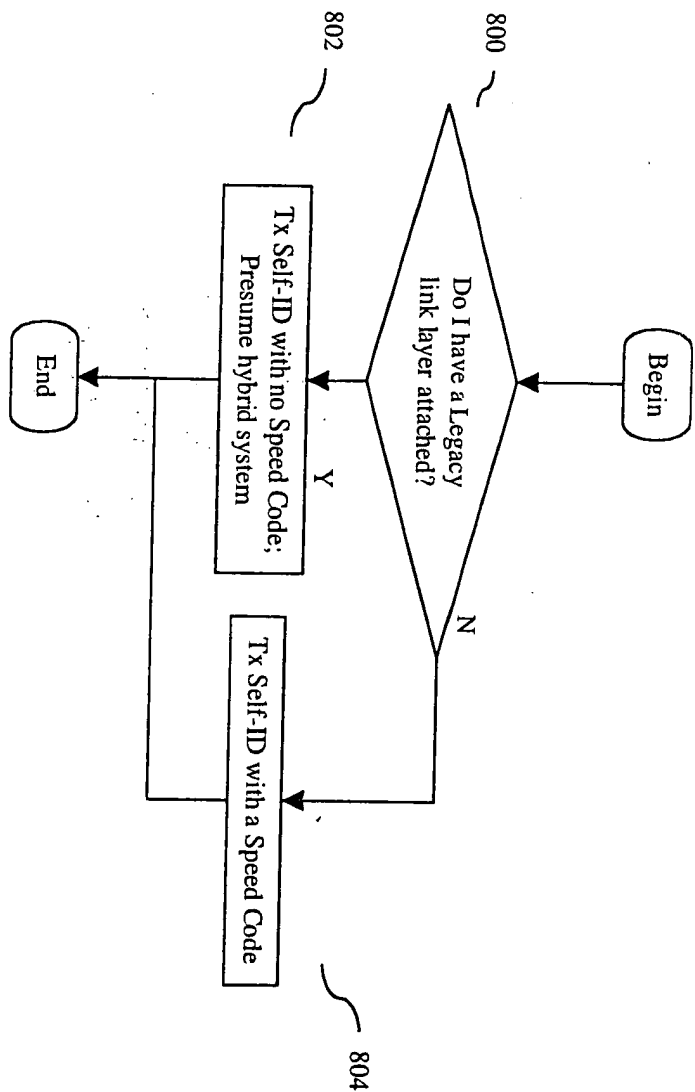 Begin
800
Do I have a Legacy
link layer attached?
N
Y
802
Tx Self-ID with no Speed Code;
Presume hybrid system
Tx Self-ID with a Speed Code
804
End